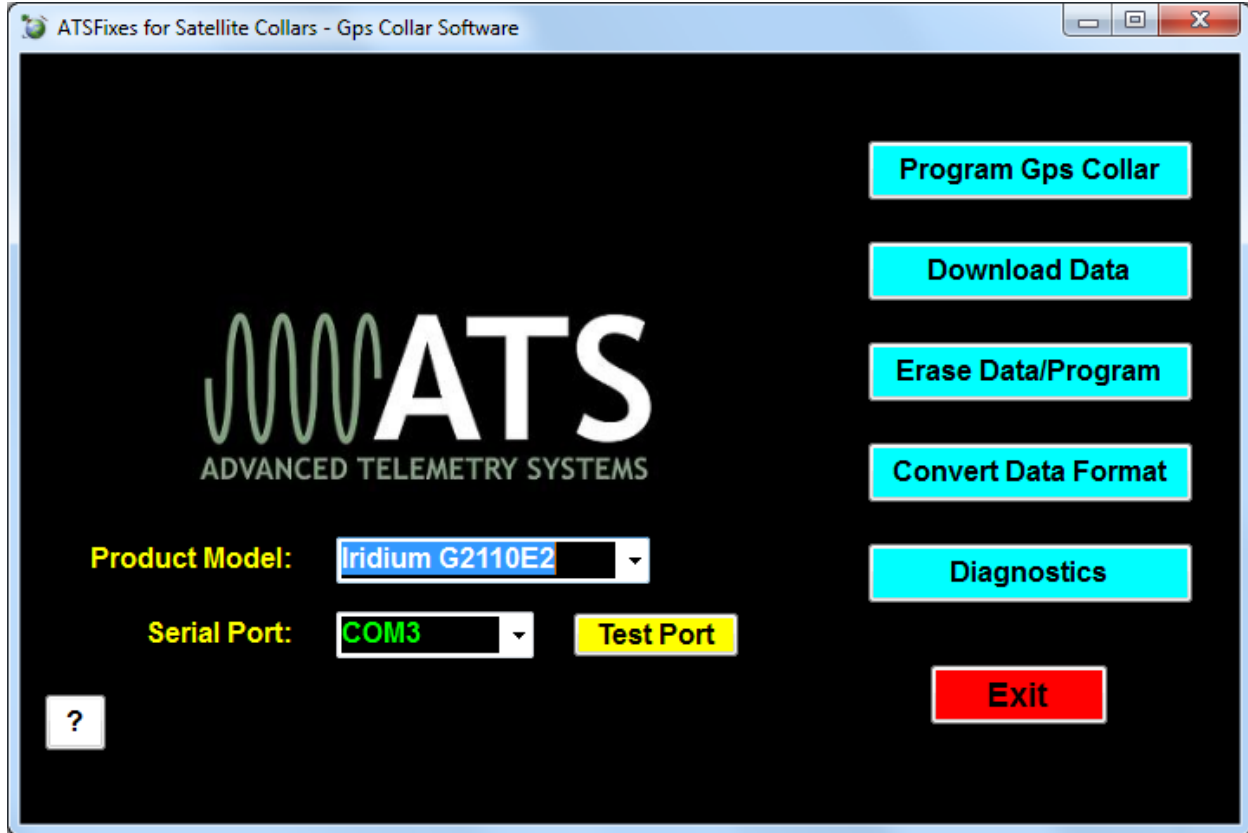 ATSFixes for Satellite Collars - Gps Collar Software
Program Gps Collar
Download Data
Erase Data/Program
Convert Data Format
Diagnostics
Exit
ATS
ADVANCED TELEMETRY SYSTEMS
Product Model: Iridium G2110E2
Serial Port: COM3 Test Port
?